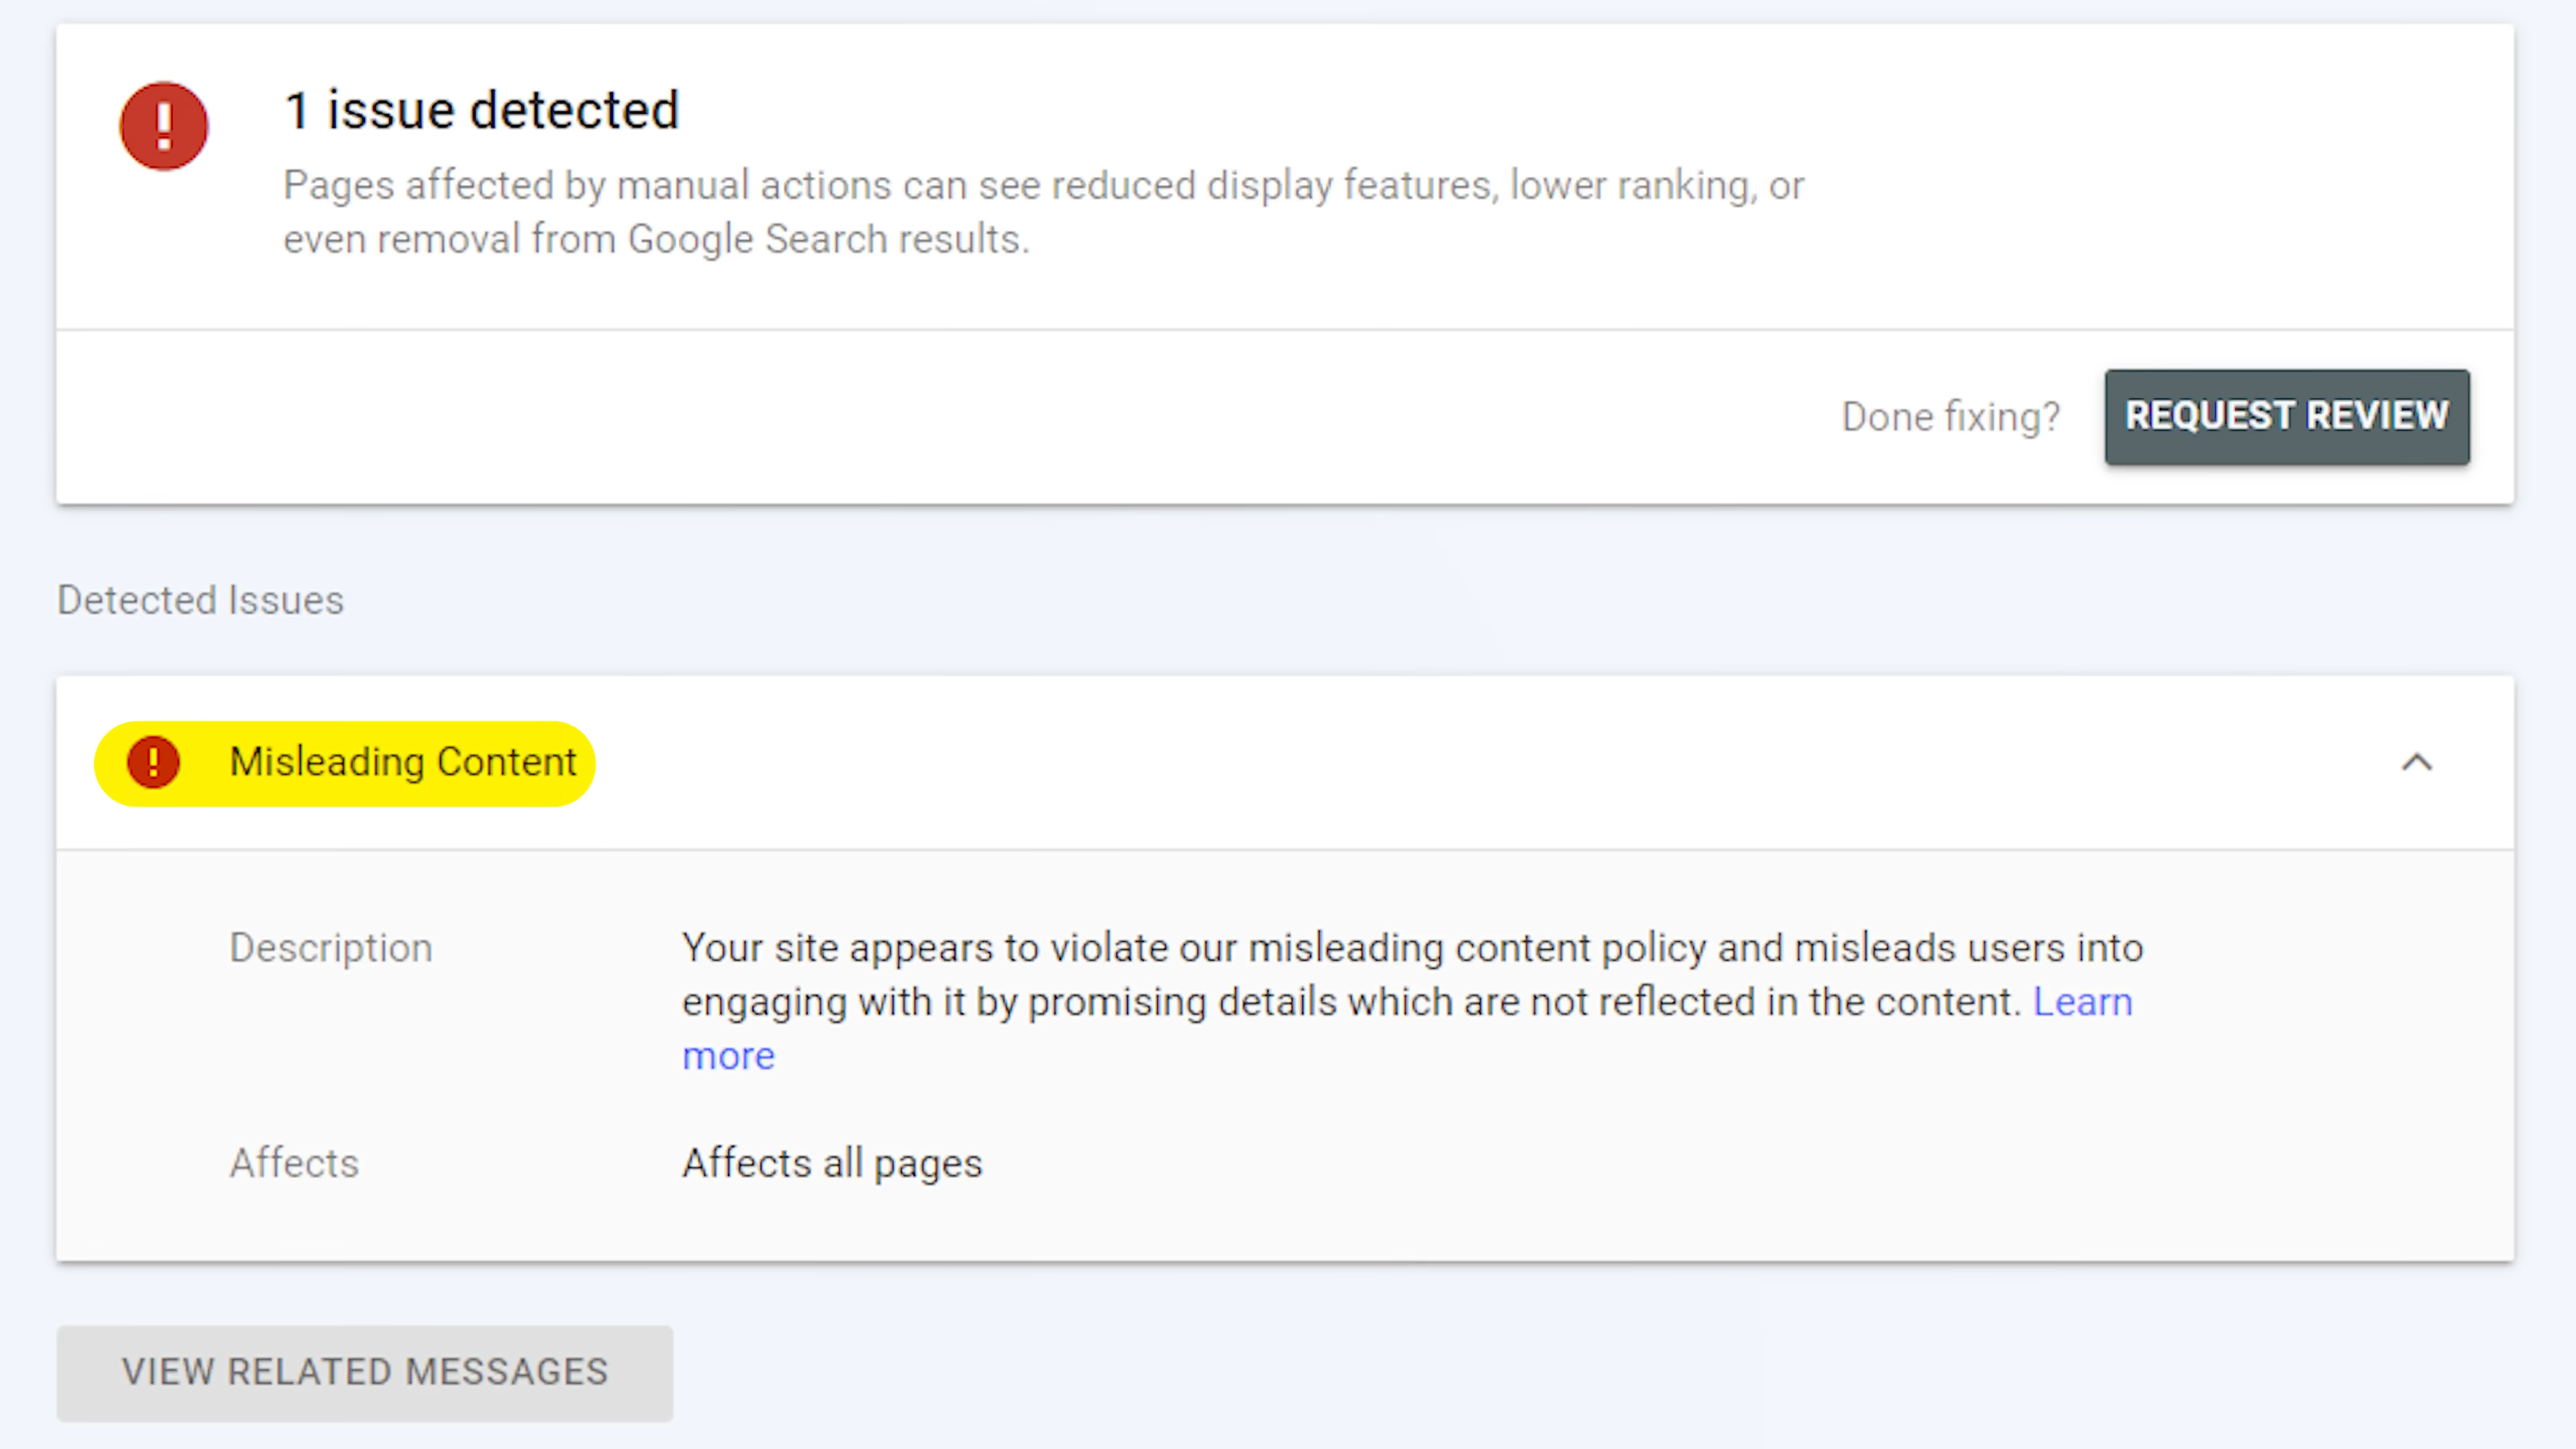 1 issue detected
Pages affected by manual actions can see reduced display features, lower ranking, or
even removal from Google Search results.
Done fixing? REQUEST REVIEW
Detected Issues
Misleading Content
Description
Your site appears to violate our misleading content policy and misleads users into
engaging with it by promising details which are not reflected in the content. Learn
more
Affects
Affects all pages
VIEW RELATED MESSAGES